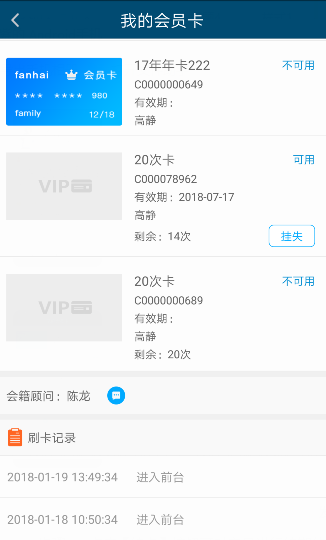 我的会员卡
fanhai 会员卡
**** **** 980
family 12/18
17年年卡222 不可用
C0000000649
有效期：
高静
VIP
20次卡 可用
C000078962
有效期：2018-07-17
高静
剩余：14次 挂失
VIP
20次卡 不可用
C0000000689
有效期：
高静
剩余：20次
会籍顾问：陈龙
刷卡记录
2018-01-19 13:49:34 进入前台
2018-01-18 10:50:34 进入前台